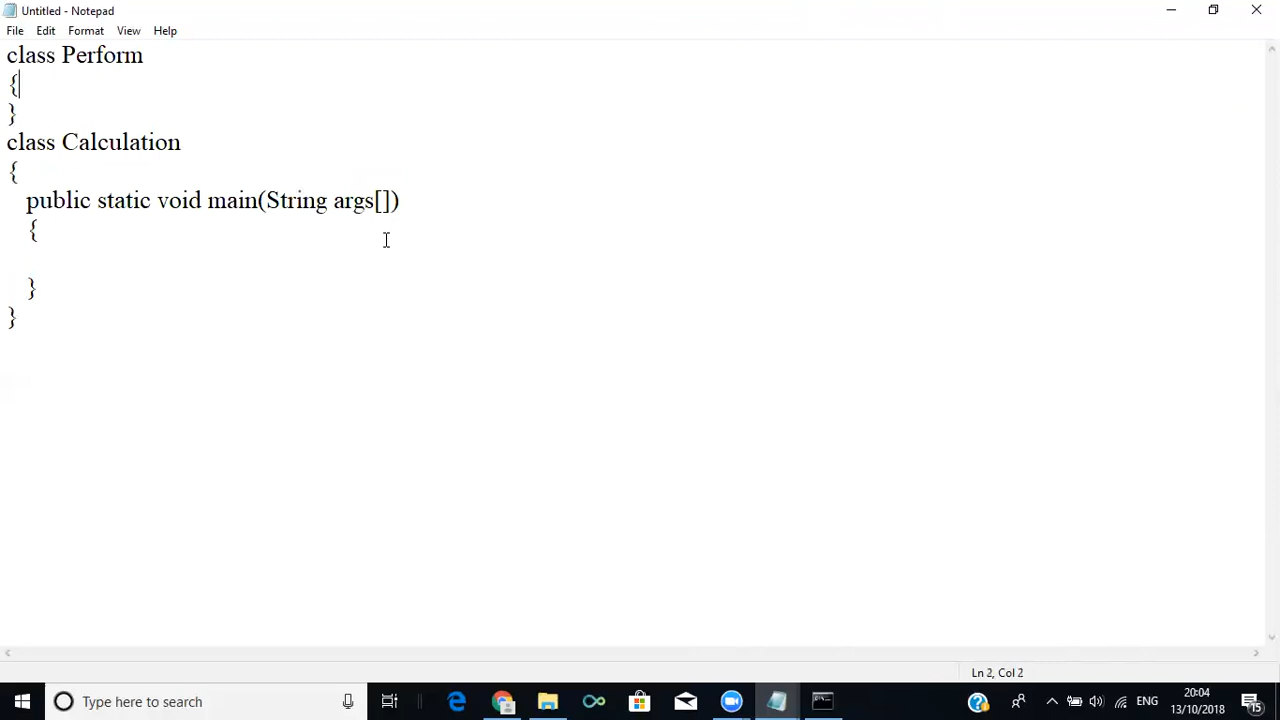 Untitled - Notepad
File Edit Format View Help
class Perform
{
}
class Calculation
{
public static void main(String args[])
{
}
}
Ln 2, Col 2
Type here to search
ENG
20:04
13/10/2018
15